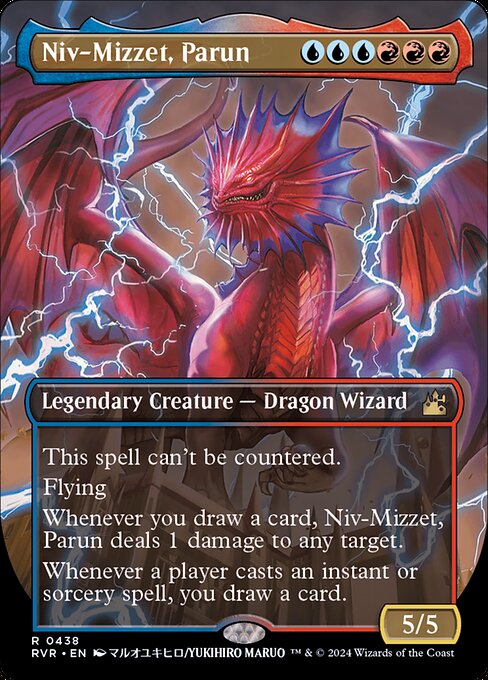 Niv-Mizzet, Parun
Legendary Creature — Dragon Wizard
This spell can't be countered.
Flying
Whenever you draw a card, Niv-Mizzet,
Parun deals 1 damage to any target.
Whenever a player casts an instant or
sorcery spell, you draw a card.
5/5
R 0438
RVR • EN マルオユキヒロ/YUKIHIRO MARUO ™ & © 2024 Wizards of the Coast